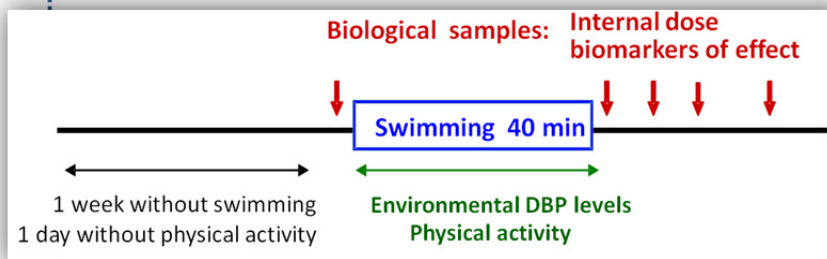 Biological samples:
Internal dose
biomarkers of effect
Swimming 40 min
1 week without swimming
1 day without physical activity
Environmental DBP levels
Physical activity